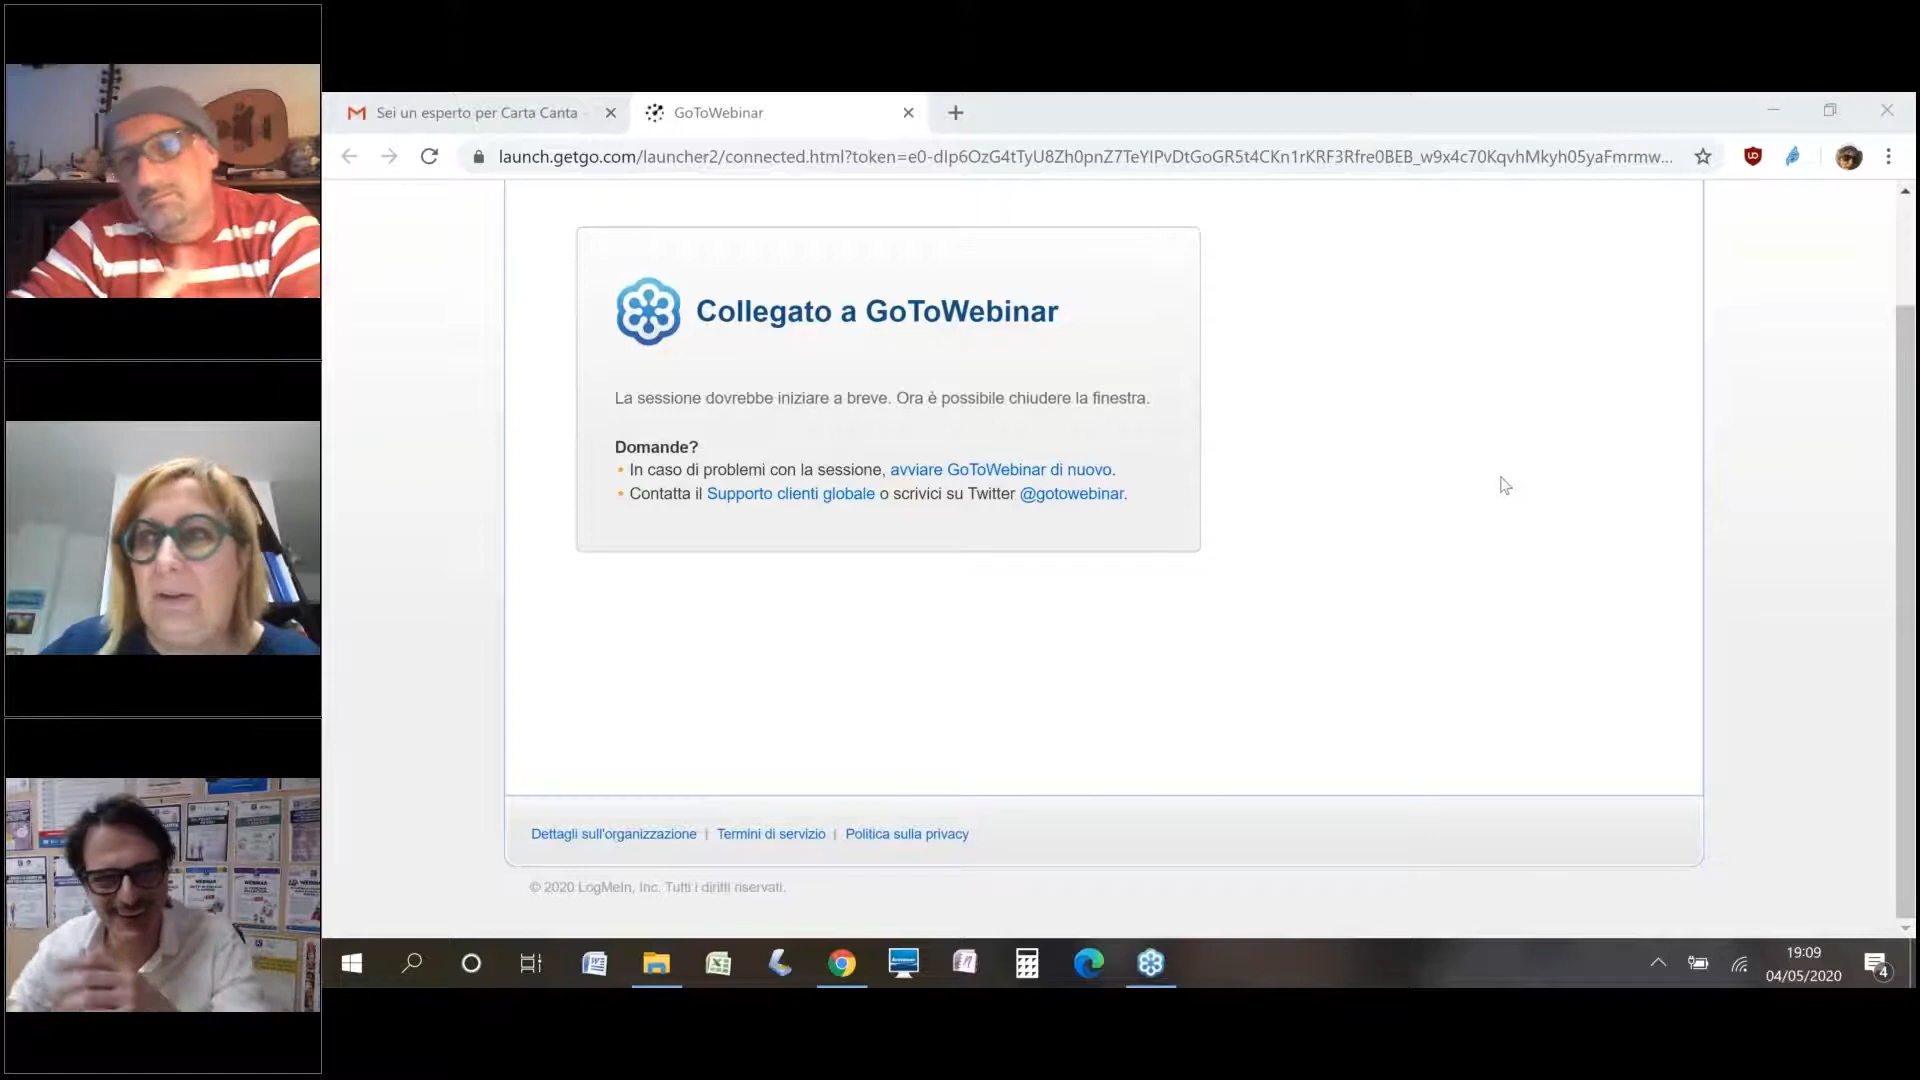 Sei un esperto per Carta Canta
GoToWebinar
launch.getgo.com/launcher2/connected.html?token=e0-dIp6OzG4tTyU8Zh0pnZ7TeYIPvDtGoGR5t4CKn1rKRF3Rfre0BEB_w9x4c70KqvhMkyh05yaFmrmw...
Collegato a GoToWebinar
La sessione dovrebbe iniziare a breve. Ora è possibile chiudere la finestra.
Domande?
In caso di problemi con la sessione, avviare GoToWebinar di nuovo.
Contatta il Supporto clienti globale o scrivici su Twitter @gotowebinar.
Dettagli sull'organizzazione | Termini di servizio | Politica sulla privacy
© 2020 LogMeIn, Inc. Tutti i diritti riservati.
WEBINAR
WEBINAR
19:09
04/05/2020
4